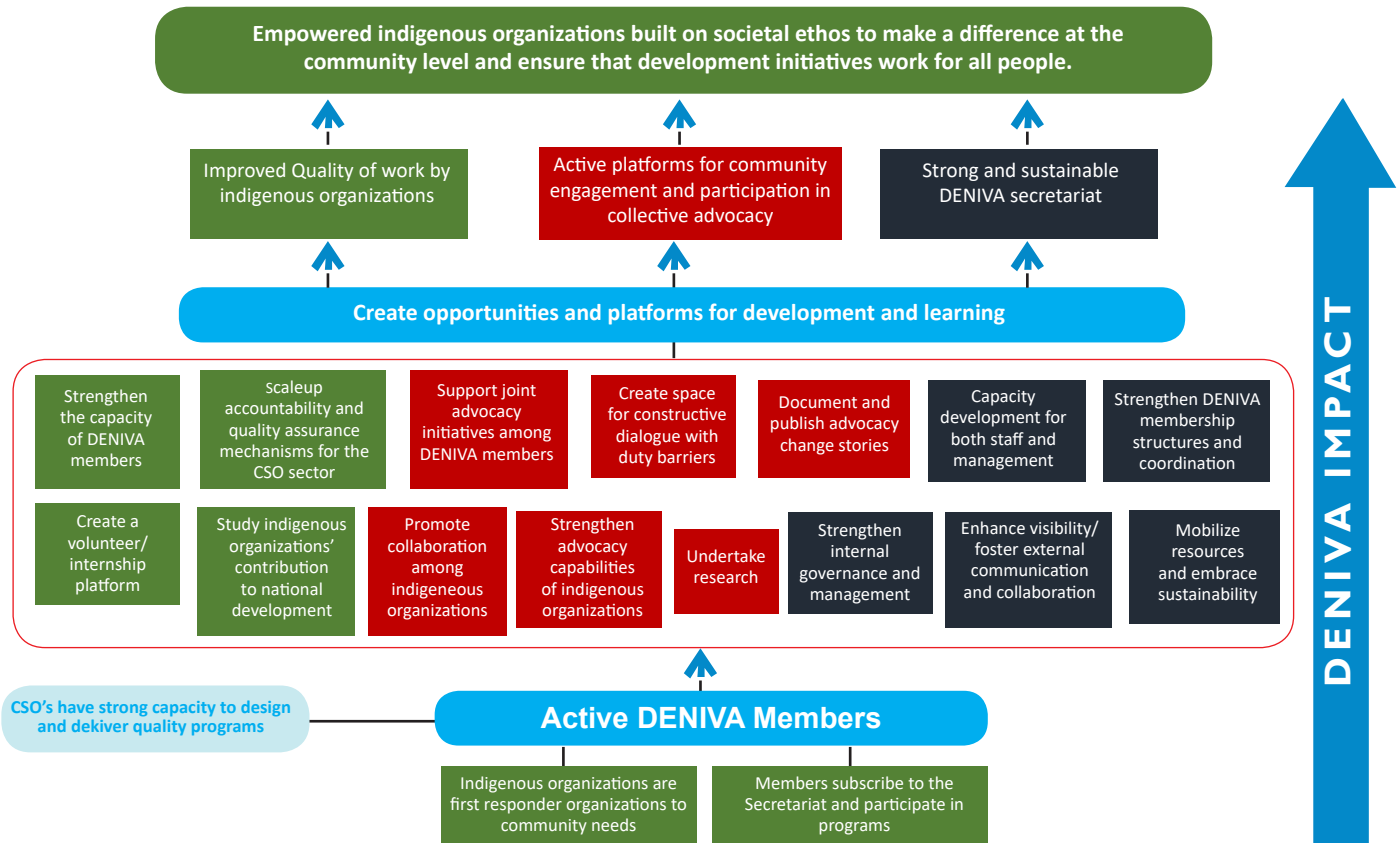 Empowered indigenous organizations built on societal ethos to make a difference at the
community level and ensure that development initiatives work for all people.
Improved Quality of work by
indigenous organizations
Active platforms for community
engagement and participation in
collective advocacy
Strong and sustainable
DENIVA secretariat
Create opportunities and platforms for development and learning
Strengthen
the capacity
of DENIVA
members
scaleup
accountability and
quality assurance
mechanisms for the
CSO sector
Support joint
advocacy
initiatives among
DENIVA members
Create space
for constructive
dialogue with
duty barriers
Document and
publish advocacy
change stories
Capacity
development for
both staff and
management
Strengthen DENIVA
membership
structures and
coordination
Create a
volunteer/
internship
platform
Study indigenous
organizations’
contribution
to national
development
Promote
collaboration
among
indigeneous
organizations
Strengthen
advocacy
capabilities
of indigenous
organizations
Undertake
research
Strengthen
internal
governance and
management
Enhance visibility/
foster external
communication
and collaboration
Mobilize
resources
and embrace
sustainability
CSO’s have strong capacity to design
and dekiver quality programs
Active DENIVA Members
Indigenous organizations are
first responder organizations to
community needs
Members subscribe to the
Secretariat and participate in
programs
DENIVA IMPACT